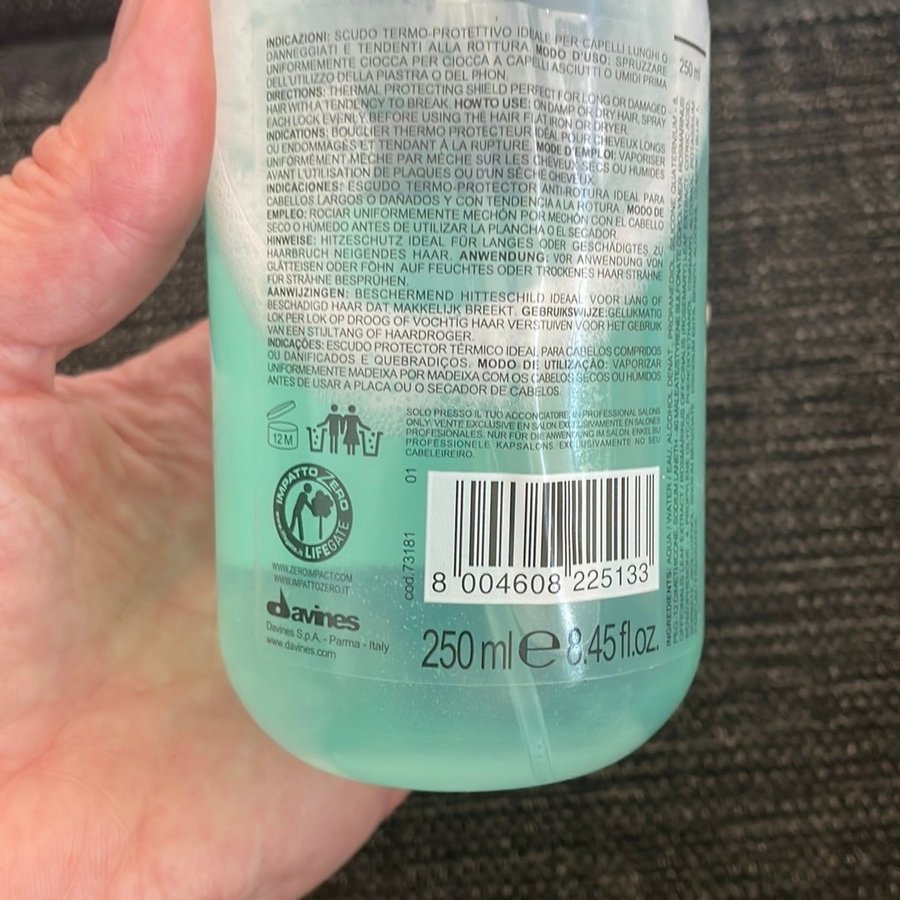 INDICAZIONI: SCUDO TERMO-PROTETTIVO IDEALE PER CAPELLI LUNGHI O
DANNEGGIATI E TENDENTI ALLA ROTTURA. MODO D'USO: SPRUZZARE
UNIFORMEMENTE CIOCCA PER CIOCCA A CAPELLI ASCIUTTI O UMIDI PRIMA
DELL'UTILIZZO DELLA PIASTRA O DEL PHON.
DIRECTIONS: THERMAL PROTECTING SHIELD PERFECT FOR LONG OR DAMAGED
HAIR WITH A TENDENCY TO BREAK. HOW TO USE: ON DAMP OR DRY HAIR, SPRAY
EACH LOCK EVENLY BEFORE USING THE HAIR FLAT IRON OR DRYER.
INDICATIONS: BOUCLIER THERMO PROTECTEUR IDÉAL POUR CHEVEUX LONGS
OU ENDOMMAGÉS ET TENDANT À LA RUPTURE. MODE D'EMPLOI: VAPORISER
UNIFORMÉMENT MÈCHE PAR MÈCHE SUR LES CHEVEUX SECS OU HUMIDES
AVANT L'UTILISATION DE PLAQUES OU D'UN SÈCHE CHEVEUX.
INDICACIONES: ESCUDO TERMO-PROTECTOR ANTI-ROTURA IDEAL PARA
CABELLOS LARGOS O DAÑADOS Y CON TENDENCIA A LA ROTURA. MODO DE
EMPLEO: ROCIAR UNIFORMEMENTE MECHÓN POR MECHÓN CON EL CABELLO
SECO O HÚMEDO ANTES DE UTILIZAR LA PLANCHA O EL SECADOR.
HINWEISE: HITZESCHUTZ IDEAL FÜR LANGES ODER GESCHÄDIGTES ZU
HAARBRUCH NEIGENDES HAAR. ANWENDUNG: VOR ANWENDUNG VON
GLÄTTEISEN ODER FÖHN AUF FEUCHTES ODER TROCKENES HAAR STRÄHNE
FÜR STRÄHNE BESPRÜHEN.
AANWIJZINGEN: BESCHERMEND HITTESCHILD IDEAAL VOOR LANG OF
BESCHADIGD HAAR DAT MAKKELIJK BREEKT. GEBRUIKSWIJZE: GELIJKMATIG
LOK PER LOK OP DROOG OF VOCHTIG HAAR VERSTUIVEN VOOR HET GEBRUIK
VAN EEN STIJLTANG OF HAARDROGER.
INDICAÇÕES: ESCUDO PROTECTOR TÉRMICO IDEAL PARA CABELOS COMPRIDOS
OU DANIFICADOS E QUEBRADIÇOS. MODO DE UTILIZAÇÃO: VAPORIZAR
UNIFORMEMENTE MADEIXA POR MADEIXA COM OS CABELOS SECOS OU HÚMIDOS
ANTES DE USAR A PLACA OU O SECADOR DE CABELOS.
12 M
SOLO PRESSO IL TUO ACCONCIATORE. IN PROFESSIONAL SALONS
ONLY. VENTE EXCLUSIVE EN SALON. EXCLUSIVAMENTE EN SALONES
PROFESIONALES. NUR FÜR DIE ANWENDUNG IM SALON. ENKEL BIJ
PROFESSIONELE KAPSALONS. EXCLUSIVAMENTE NO SEU
CABELEIREIRO.
IMPATTO ZERO
LIFEGATE
WWW.ZEROIMPACT.COM
WWW.IMPATTOZERO.IT
cod.73181 01
8 004608 225133
davines
Davines S.p.A. - Parma - Italy
www.davines.com
250 ml e 8.45 fl.oz.
250 ml
INGREDIENTS: AQUA / WATER / EAU, ALCOHOL DENAT., PROPANEDIOL,